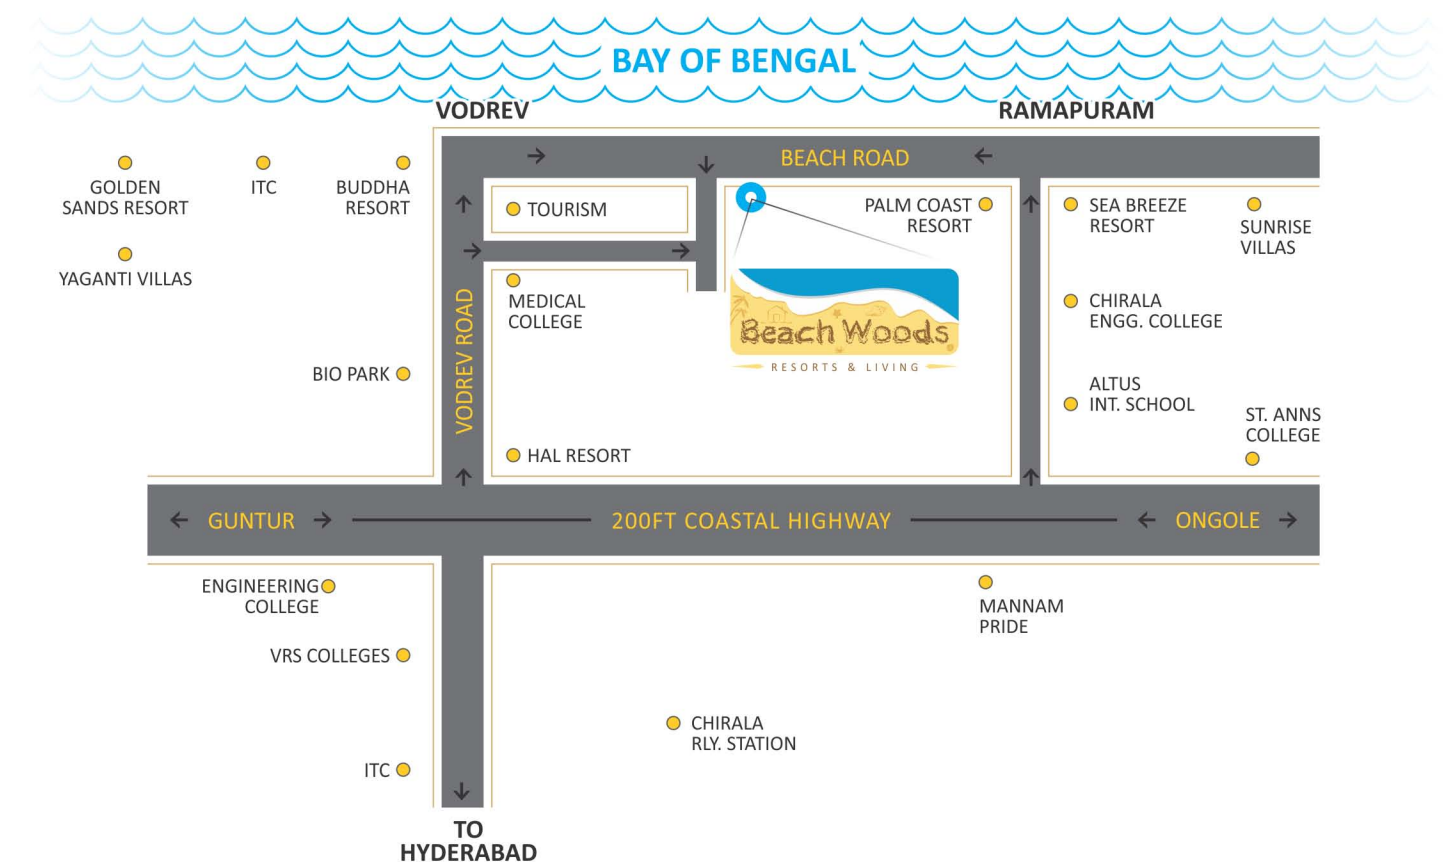 BAY OF BENGAL
VODREV
RAMAPURAM
BEACH ROAD
GOLDEN
SANDS RESORT
ITC
BUDDHA
RESORT
TOURISM
PALM COAST
RESORT
SEA BREEZE
RESORT
SUNRISE
VILLAS
YAGANTI VILLAS
MEDICAL
COLLEGE
Beach Woods
RESORTS & LIVING
CHIRALA
ENGG. COLLEGE
VODREV ROAD
BIO PARK
ALTUS
INT. SCHOOL
ST. ANNS
COLLEGE
HAL RESORT
GUNTUR
200FT COASTAL HIGHWAY
ONGOLE
ENGINEERING
COLLEGE
MANNAM
PRIDE
VRS COLLEGES
CHIRALA
RLY. STATION
ITC
TO
HYDERABAD